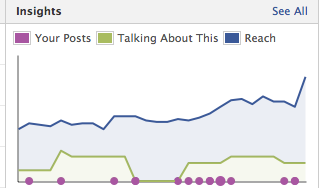 Insights See All
Your Posts Talking About This Reach